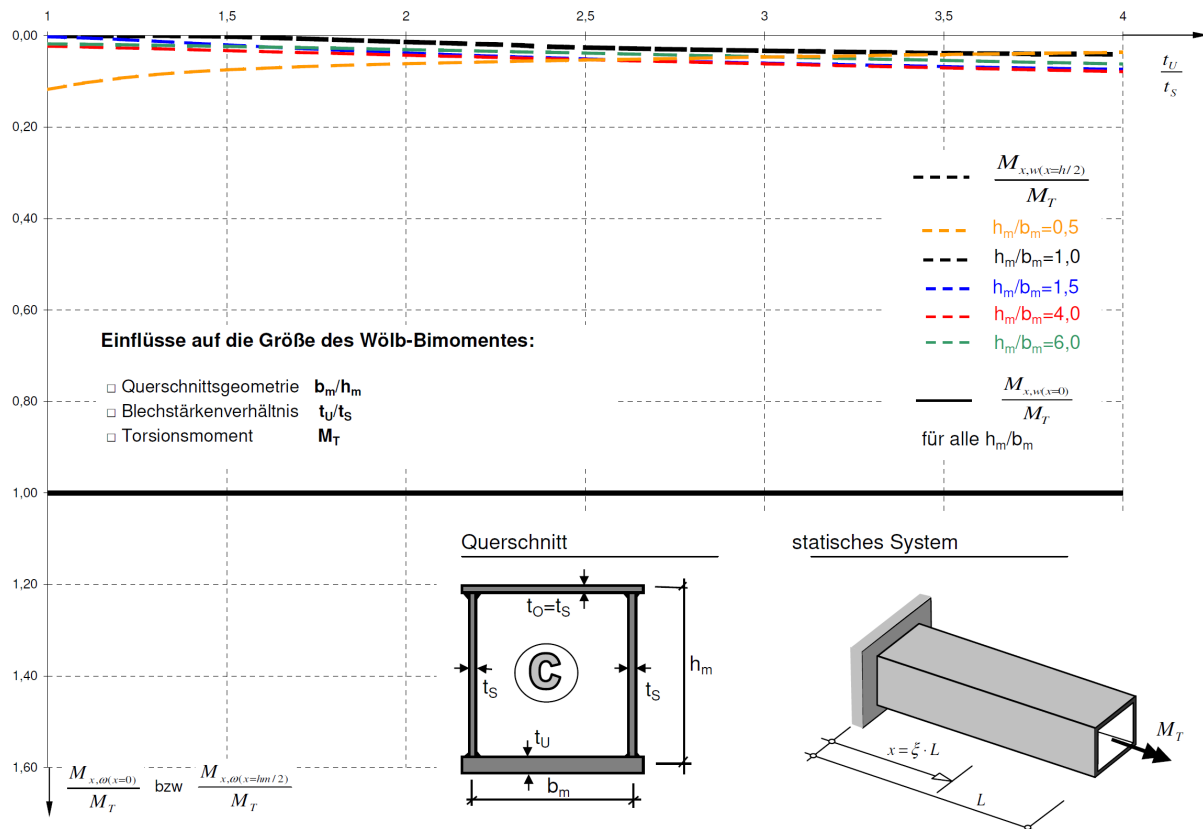 1 1,5 2 2,5 3 3,5 4
0,00
t_U
t_S
0,20
0,40
0,60
0,80
1,00
1,20
1,40
1,60
M_{x,w(x=h/2)}
M_T
h_m/b_m=0,5
h_m/b_m=1,0
h_m/b_m=1,5
h_m/b_m=4,0
h_m/b_m=6,0
M_{x,w(x=0)}
M_T
für alle h_m/b_m
Einflüsse auf die Größe des Wölb-Bimomentes:
□ Querschnittsgeometrie b_m/h_m
□ Blechstärkenverhältnis t_U/t_S
□ Torsionsmoment M_T
Querschnitt
t_O=t_S
C
h_m
t_S t_S
t_U
b_m
statisches System
M_T
x = ξ · L
L
M_{x,ω(x=0)} bzw M_{x,ω(x=hm/2)}
M_T M_T